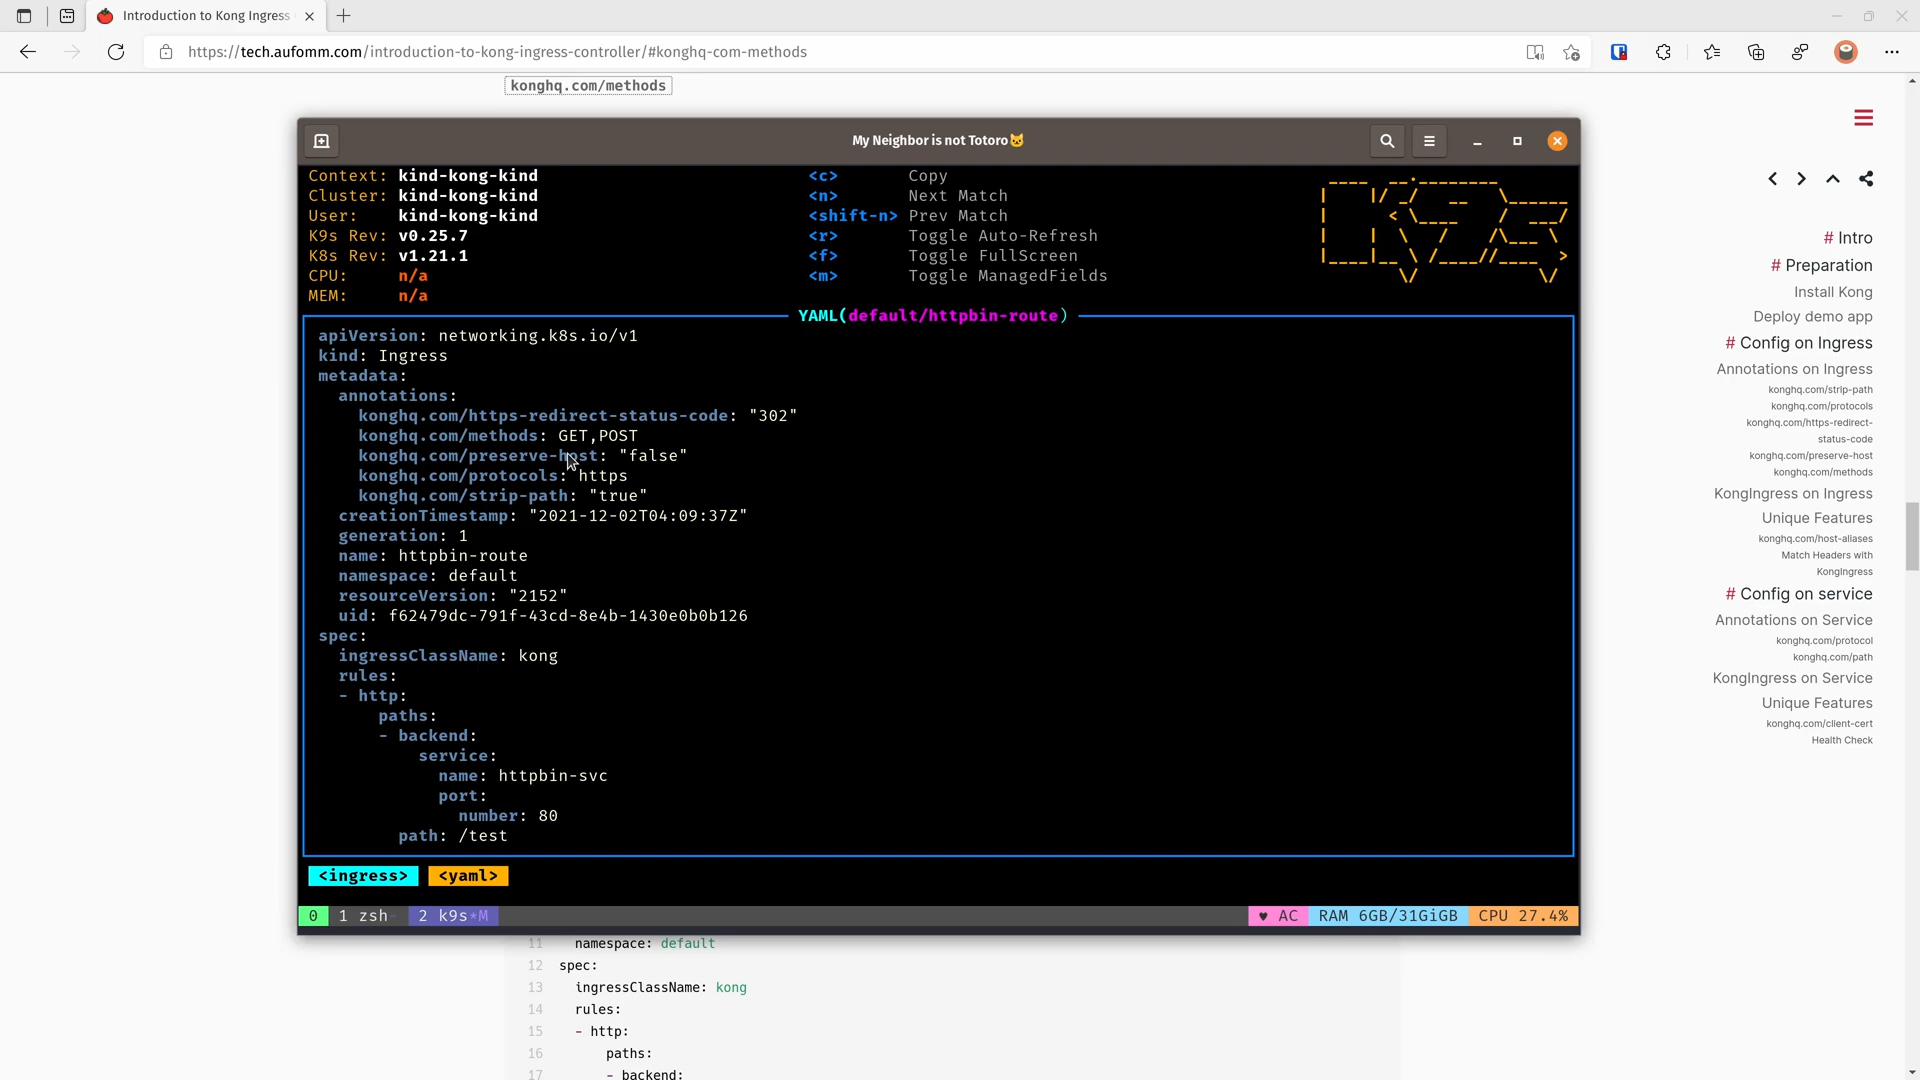 Introduction to Kong Ingress
https://tech.aufomm.com/introduction-to-kong-ingress-controller/#konghq-com-methods
konghq.com/methods
My Neighbor is not Totoro🐱
Context: kind-kong-kind
Cluster: kind-kong-kind
User: kind-kong-kind
K9s Rev: v0.25.7
K8s Rev: v1.21.1
CPU: n/a
MEM: n/a
<c> Copy
<n> Next Match
<shift-n> Prev Match
<r> Toggle Auto-Refresh
<f> Toggle FullScreen
<m> Toggle ManagedFields
YAML(default/httpbin-route)
apiVersion: networking.k8s.io/v1
kind: Ingress
metadata:
annotations:
konghq.com/https-redirect-status-code: "302"
konghq.com/methods: GET,POST
konghq.com/preserve-host: "false"
konghq.com/protocols: https
konghq.com/strip-path: "true"
creationTimestamp: "2021-12-02T04:09:37Z"
generation: 1
name: httpbin-route
namespace: default
resourceVersion: "2152"
uid: f62479dc-791f-43cd-8e4b-1430e0b0b126
spec:
ingressClassName: kong
rules:
- http:
paths:
- backend:
service:
name: httpbin-svc
port:
number: 80
path: /test
<ingress> <yaml>
0 1 zsh- 2 k9s*M ♥ AC RAM 6GB/31GiGB CPU 27.4%
11 namespace: default
12 spec:
13 ingressClassName: kong
14 rules:
15 - http:
16 paths:
17 - backend:
# Intro
# Preparation
Install Kong
Deploy demo app
# Config on Ingress
Annotations on Ingress
konghq.com/strip-path
konghq.com/protocols
konghq.com/https-redirect-
status-code
konghq.com/preserve-host
konghq.com/methods
KongIngress on Ingress
Unique Features
konghq.com/host-aliases
Match Headers with
KongIngress
# Config on service
Annotations on Service
konghq.com/protocol
konghq.com/path
KongIngress on Service
Unique Features
konghq.com/client-cert
Health Check